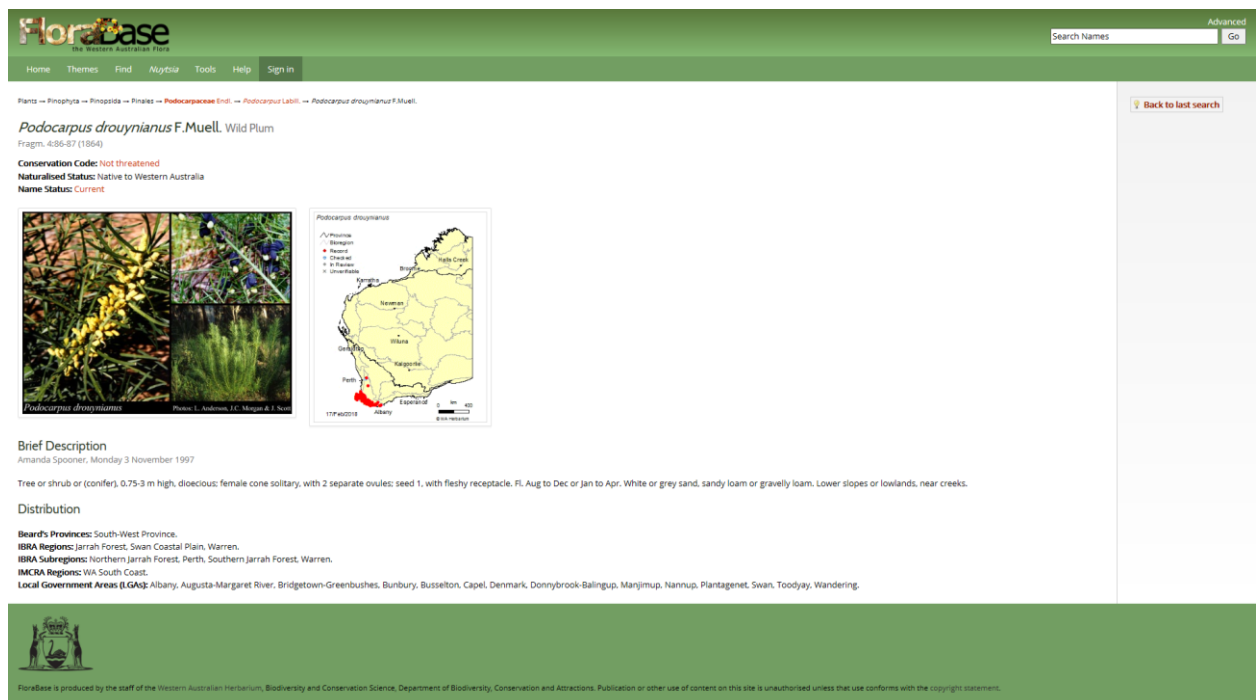 FloraBase
the Western Australian Flora
Advanced
Search Names
Go
Home Themes Find Nuytsia Tools Help Sign in
Plants → Pinophyta → Pinopsida → Pinales → Podocarpaceae Endl. → Podocarpus Labill. → Podocarpus drouynianus F.Muell.
Back to last search
Podocarpus drouynianus F.Muell. Wild Plum
Fragm. 4:86-87 (1864)
Conservation Code: Not threatened
Naturalised Status: Native to Western Australia
Name Status: Current
Podocarpus drouynianus
Photos: L. Anderson, J.C. Morgan & J. Scott
Podocarpus drouynianus
Province
Bioregion
Record
Checked
In Review
Unverifiable
Halls Creek
Broome
Karratha
Newman
Wiluna
Geraldton
Kalgoorlie
Perth
Esperance
Albany
0 km 400
17/Feb/2018
© WA Herbarium
Brief Description
Amanda Spooner, Monday 3 November 1997
Tree or shrub or (conifer), 0.75-3 m high, dioecious; female cone solitary, with 2 separate ovules; seed 1, with fleshy receptacle. Fl. Aug to Dec or Jan to Apr. White or grey sand, sandy loam or gravelly loam. Lower slopes or lowlands, near creeks.
Distribution
Beard's Provinces: South-West Province.
IBRA Regions: Jarrah Forest, Swan Coastal Plain, Warren.
IBRA Subregions: Northern Jarrah Forest, Perth, Southern Jarrah Forest, Warren.
IMCRA Regions: WA South Coast.
Local Government Areas (LGAs): Albany, Augusta-Margaret River, Bridgetown-Greenbushes, Bunbury, Busselton, Capel, Denmark, Donnybrook-Balingup, Manjimup, Nannup, Plantagenet, Swan, Toodyay, Wandering.
FloraBase is produced by the staff of the Western Australian Herbarium, Biodiversity and Conservation Science, Department of Biodiversity, Conservation and Attractions. Publication or other use of content on this site is unauthorised unless that use conforms with the copyright statement.